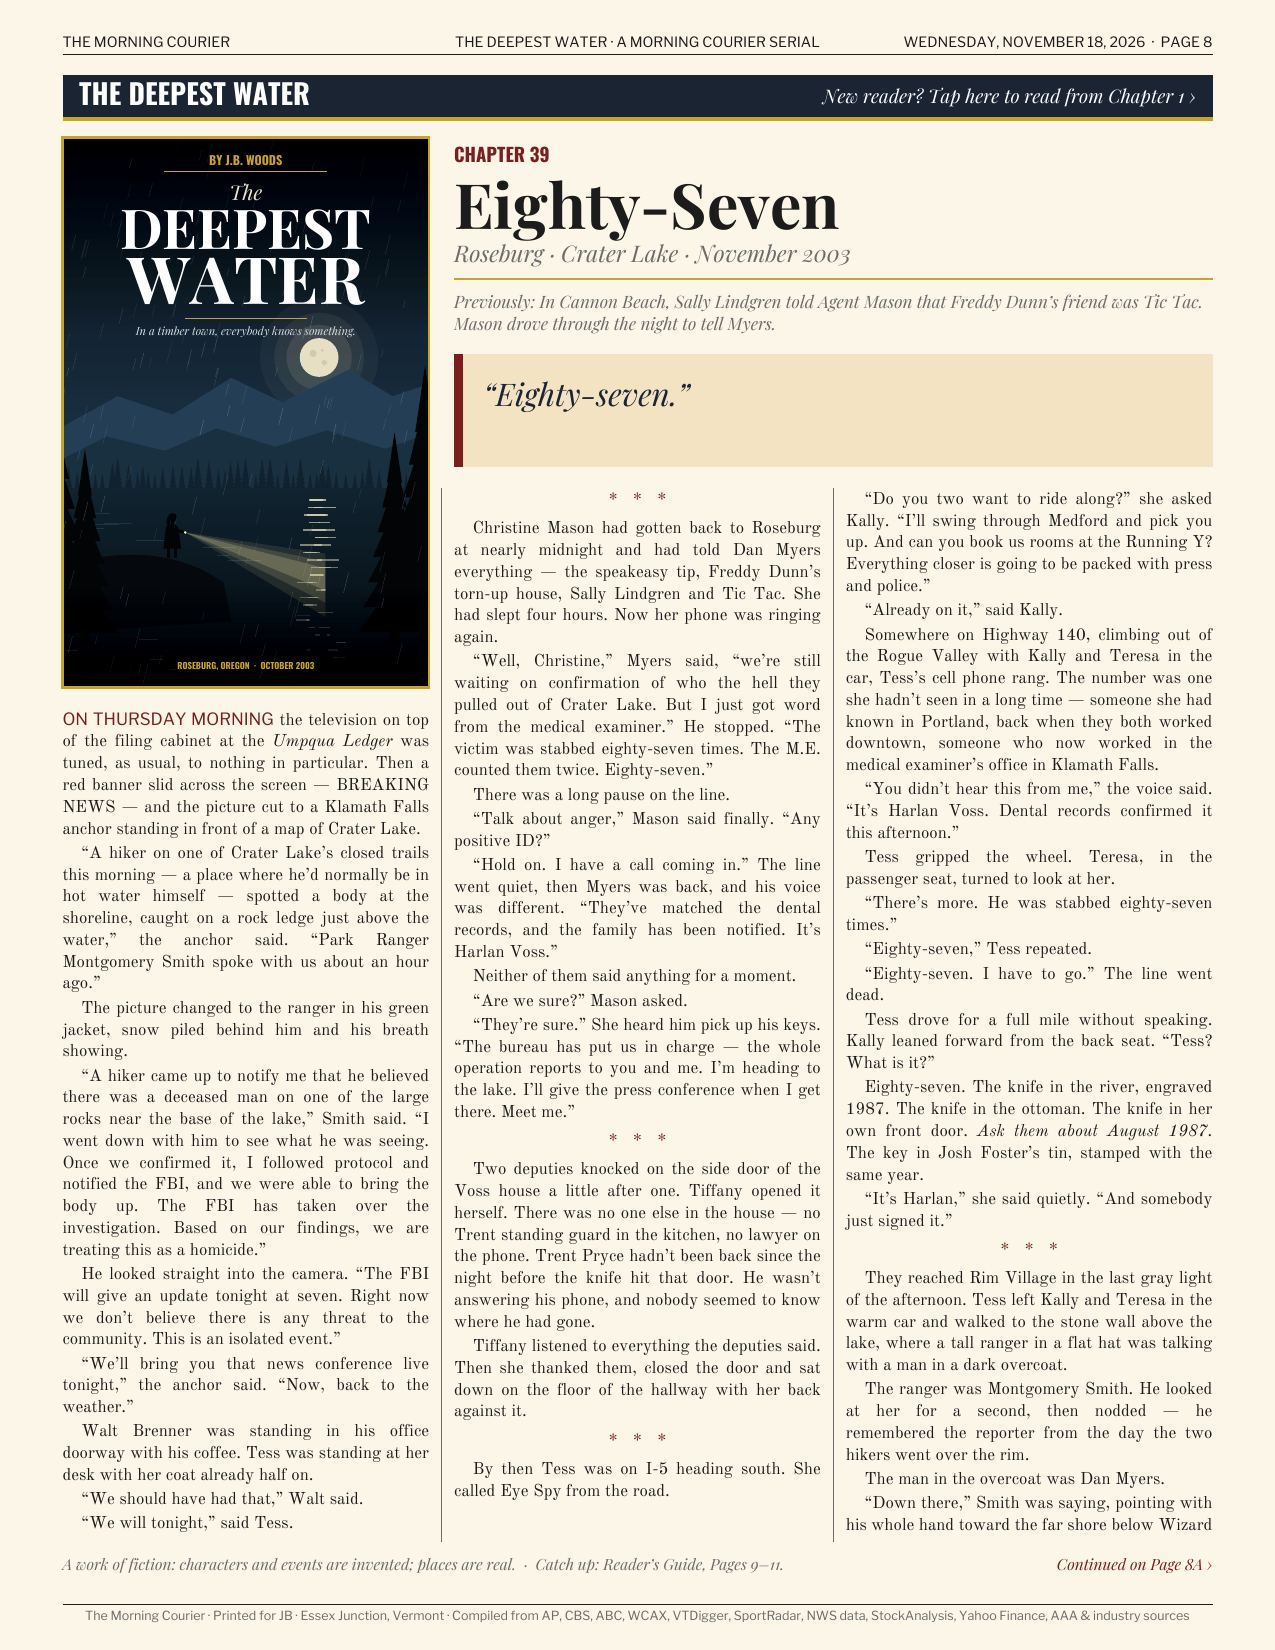 THE MORNING COURIER
THE DEEPEST WATER · A MORNING COURIER SERIAL
WEDNESDAY, NOVEMBER 18, 2026 · PAGE 8
THE DEEPEST WATER
New reader? Tap here to read from Chapter 1 ›
BY J.B. WOODS
The
DEEPEST
WATER
In a timber town, everybody knows something.
ROSEBURG, OREGON · OCTOBER 2003
CHAPTER 39
Eighty-Seven
Roseburg · Crater Lake · November 2003
Previously: In Cannon Beach, Sally Lindgren told Agent Mason that Freddy Dunn’s friend was Tic Tac.
Mason drove through the night to tell Myers.
“Eighty-seven.”
ON THURSDAY MORNING the television on top
of the filing cabinet at the Umpqua Ledger was
tuned, as usual, to nothing in particular. Then a
red banner slid across the screen — BREAKING
NEWS — and the picture cut to a Klamath Falls
anchor standing in front of a map of Crater Lake.
“A hiker on one of Crater Lake’s closed trails
this morning — a place where he’d normally be in
hot water himself — spotted a body at the
shoreline, caught on a rock ledge just above the
water,” the anchor said. “Park Ranger
Montgomery Smith spoke with us about an hour
ago.”
The picture changed to the ranger in his green
jacket, snow piled behind him and his breath
showing.
“A hiker came up to notify me that he believed
there was a deceased man on one of the large
rocks near the base of the lake,” Smith said. “I
went down with him to see what he was seeing.
Once we confirmed it, I followed protocol and
notified the FBI, and we were able to bring the
body up. The FBI has taken over the
investigation. Based on our findings, we are
treating this as a homicide.”
He looked straight into the camera. “The FBI
will give an update tonight at seven. Right now
we don’t believe there is any threat to the
community. This is an isolated event.”
“We’ll bring you that news conference live
tonight,” the anchor said. “Now, back to the
weather.”
Walt Brenner was standing in his office
doorway with his coffee. Tess was standing at her
desk with her coat already half on.
“We should have had that,” Walt said.
“We will tonight,” said Tess.
* * *
Christine Mason had gotten back to Roseburg
at nearly midnight and had told Dan Myers
everything — the speakeasy tip, Freddy Dunn’s
torn-up house, Sally Lindgren and Tic Tac. She
had slept four hours. Now her phone was ringing
again.
“Well, Christine,” Myers said, “we’re still
waiting on confirmation of who the hell they
pulled out of Crater Lake. But I just got word
from the medical examiner.” He stopped. “The
victim was stabbed eighty-seven times. The M.E.
counted them twice. Eighty-seven.”
There was a long pause on the line.
“Talk about anger,” Mason said finally. “Any
positive ID?”
“Hold on. I have a call coming in.” The line
went quiet, then Myers was back, and his voice
was different. “They’ve matched the dental
records, and the family has been notified. It’s
Harlan Voss.”
Neither of them said anything for a moment.
“Are we sure?” Mason asked.
“They’re sure.” She heard him pick up his keys.
“The bureau has put us in charge — the whole
operation reports to you and me. I’m heading to
the lake. I’ll give the press conference when I get
there. Meet me.”
* * *
Two deputies knocked on the side door of the
Voss house a little after one. Tiffany opened it
herself. There was no one else in the house — no
Trent standing guard in the kitchen, no lawyer on
the phone. Trent Pryce hadn’t been back since the
night before the knife hit that door. He wasn’t
answering his phone, and nobody seemed to know
where he had gone.
Tiffany listened to everything the deputies said.
Then she thanked them, closed the door and sat
down on the floor of the hallway with her back
against it.
* * *
By then Tess was on I-5 heading south. She
called Eye Spy from the road.
“Do you two want to ride along?” she asked
Kally. “I’ll swing through Medford and pick you
up. And can you book us rooms at the Running Y?
Everything closer is going to be packed with press
and police.”
“Already on it,” said Kally.
Somewhere on Highway 140, climbing out of
the Rogue Valley with Kally and Teresa in the
car, Tess’s cell phone rang. The number was one
she hadn’t seen in a long time — someone she had
known in Portland, back when they both worked
downtown, someone who now worked in the
medical examiner’s office in Klamath Falls.
“You didn’t hear this from me,” the voice said.
“It’s Harlan Voss. Dental records confirmed it
this afternoon.”
Tess gripped the wheel. Teresa, in the
passenger seat, turned to look at her.
“There’s more. He was stabbed eighty-seven
times.”
“Eighty-seven,” Tess repeated.
“Eighty-seven. I have to go.” The line went
dead.
Tess drove for a full mile without speaking.
Kally leaned forward from the back seat. “Tess?
What is it?”
Eighty-seven. The knife in the river, engraved
1987. The knife in the ottoman. The knife in her
own front door. Ask them about August 1987.
The key in Josh Foster’s tin, stamped with the
same year.
“It’s Harlan,” she said quietly. “And somebody
just signed it.”
* * *
They reached Rim Village in the last gray light
of the afternoon. Tess left Kally and Teresa in the
warm car and walked to the stone wall above the
lake, where a tall ranger in a flat hat was talking
with a man in a dark overcoat.
The ranger was Montgomery Smith. He looked
at her for a second, then nodded — he
remembered the reporter from the day the two
hikers went over the rim.
The man in the overcoat was Dan Myers.
“Down there,” Smith was saying, pointing with
his whole hand toward the far shore below Wizard
A work of fiction: characters and events are invented; places are real. · Catch up: Reader’s Guide, Pages 9–11.
Continued on Page 8A ›
The Morning Courier · Printed for JB · Essex Junction, Vermont · Compiled from AP, CBS, ABC, WCAX, VTDigger, SportRadar, NWS data, StockAnalysis, Yahoo Finance, AAA & industry sources